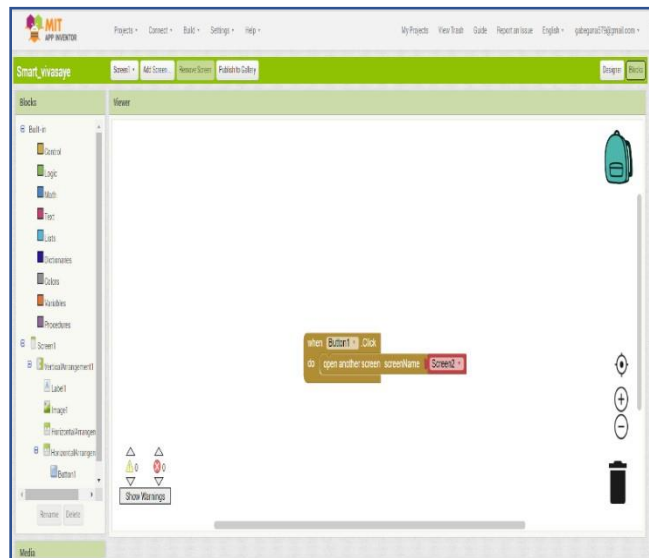 MIT
APP INVENTOR
Projects Connect Build Settings Help My Projects View Trash Guide Report an Issue English
Smart_vivasaye Screen1 Add Screen... Remove Screen Publish to Gallery Designer Blocks
Blocks Viewer
Built-in
Control
Logic
Math
Text
Lists
Dictionaries
Colors
Variables
Procedures
Screen1
VerticalArrangement1
Label1
Image1
HorizontalArrangen
HorizontalArrangen
Button1
when Button1 .Click
do open another screen screenName Screen2
0 0
Show Warnings
Rename Delete
Media